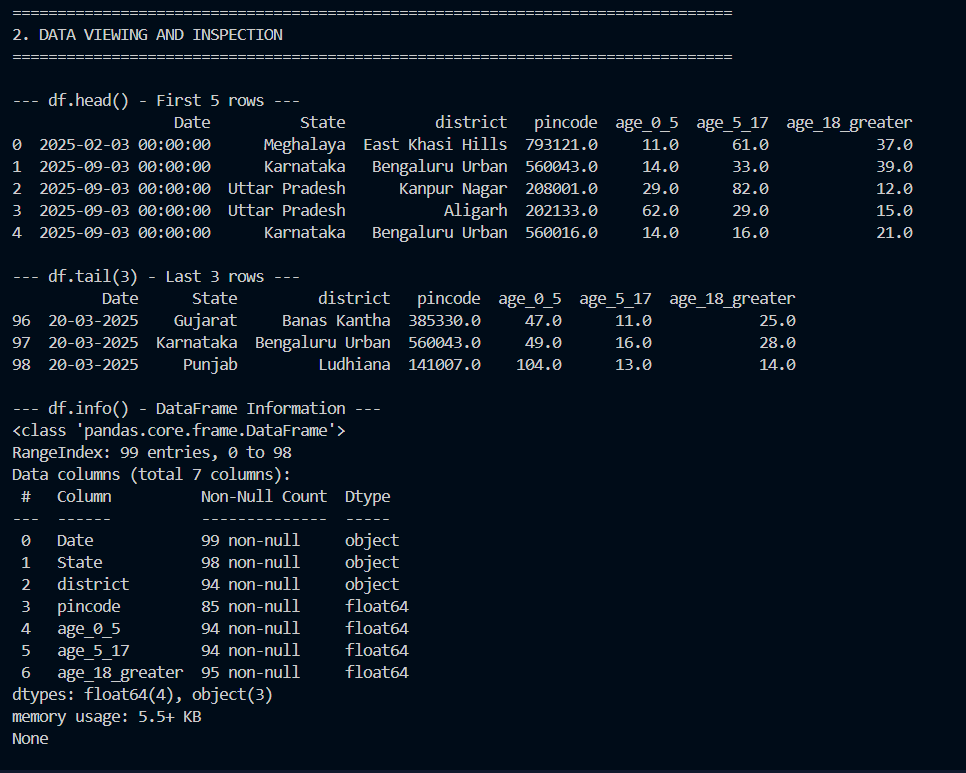 ================================================================================
2. DATA VIEWING AND INSPECTION
================================================================================

--- df.head() - First 5 rows ---
                  Date          State          district   pincode  age_0_5  age_5_17  age_18_greater
0  2025-02-03 00:00:00      Meghalaya  East Khasi Hills  793121.0     11.0      61.0            37.0
1  2025-09-03 00:00:00      Karnataka   Bengaluru Urban  560043.0     14.0      33.0            39.0
2  2025-09-03 00:00:00  Uttar Pradesh      Kanpur Nagar  208001.0     29.0      82.0            12.0
3  2025-09-03 00:00:00  Uttar Pradesh           Aligarh  202133.0     62.0      29.0            15.0
4  2025-09-03 00:00:00      Karnataka   Bengaluru Urban  560016.0     14.0      16.0            21.0

--- df.tail(3) - Last 3 rows ---
          Date      State         district   pincode  age_0_5  age_5_17  age_18_greater
96  20-03-2025    Gujarat     Banas Kantha  385330.0     47.0      11.0            25.0
97  20-03-2025  Karnataka  Bengaluru Urban  560043.0     49.0      16.0            28.0
98  20-03-2025     Punjab         Ludhiana  141007.0    104.0      13.0            14.0

--- df.info() - DataFrame Information ---
<class 'pandas.core.frame.DataFrame'>
RangeIndex: 99 entries, 0 to 98
Data columns (total 7 columns):
 #   Column          Non-Null Count  Dtype
---  ------          --------------  -----
 0   Date            99 non-null     object
 1   State           98 non-null     object
 2   district        94 non-null     object
 3   pincode         85 non-null     float64
 4   age_0_5         94 non-null     float64
 5   age_5_17        94 non-null     float64
 6   age_18_greater  95 non-null     float64
dtypes: float64(4), object(3)
memory usage: 5.5+ KB
None